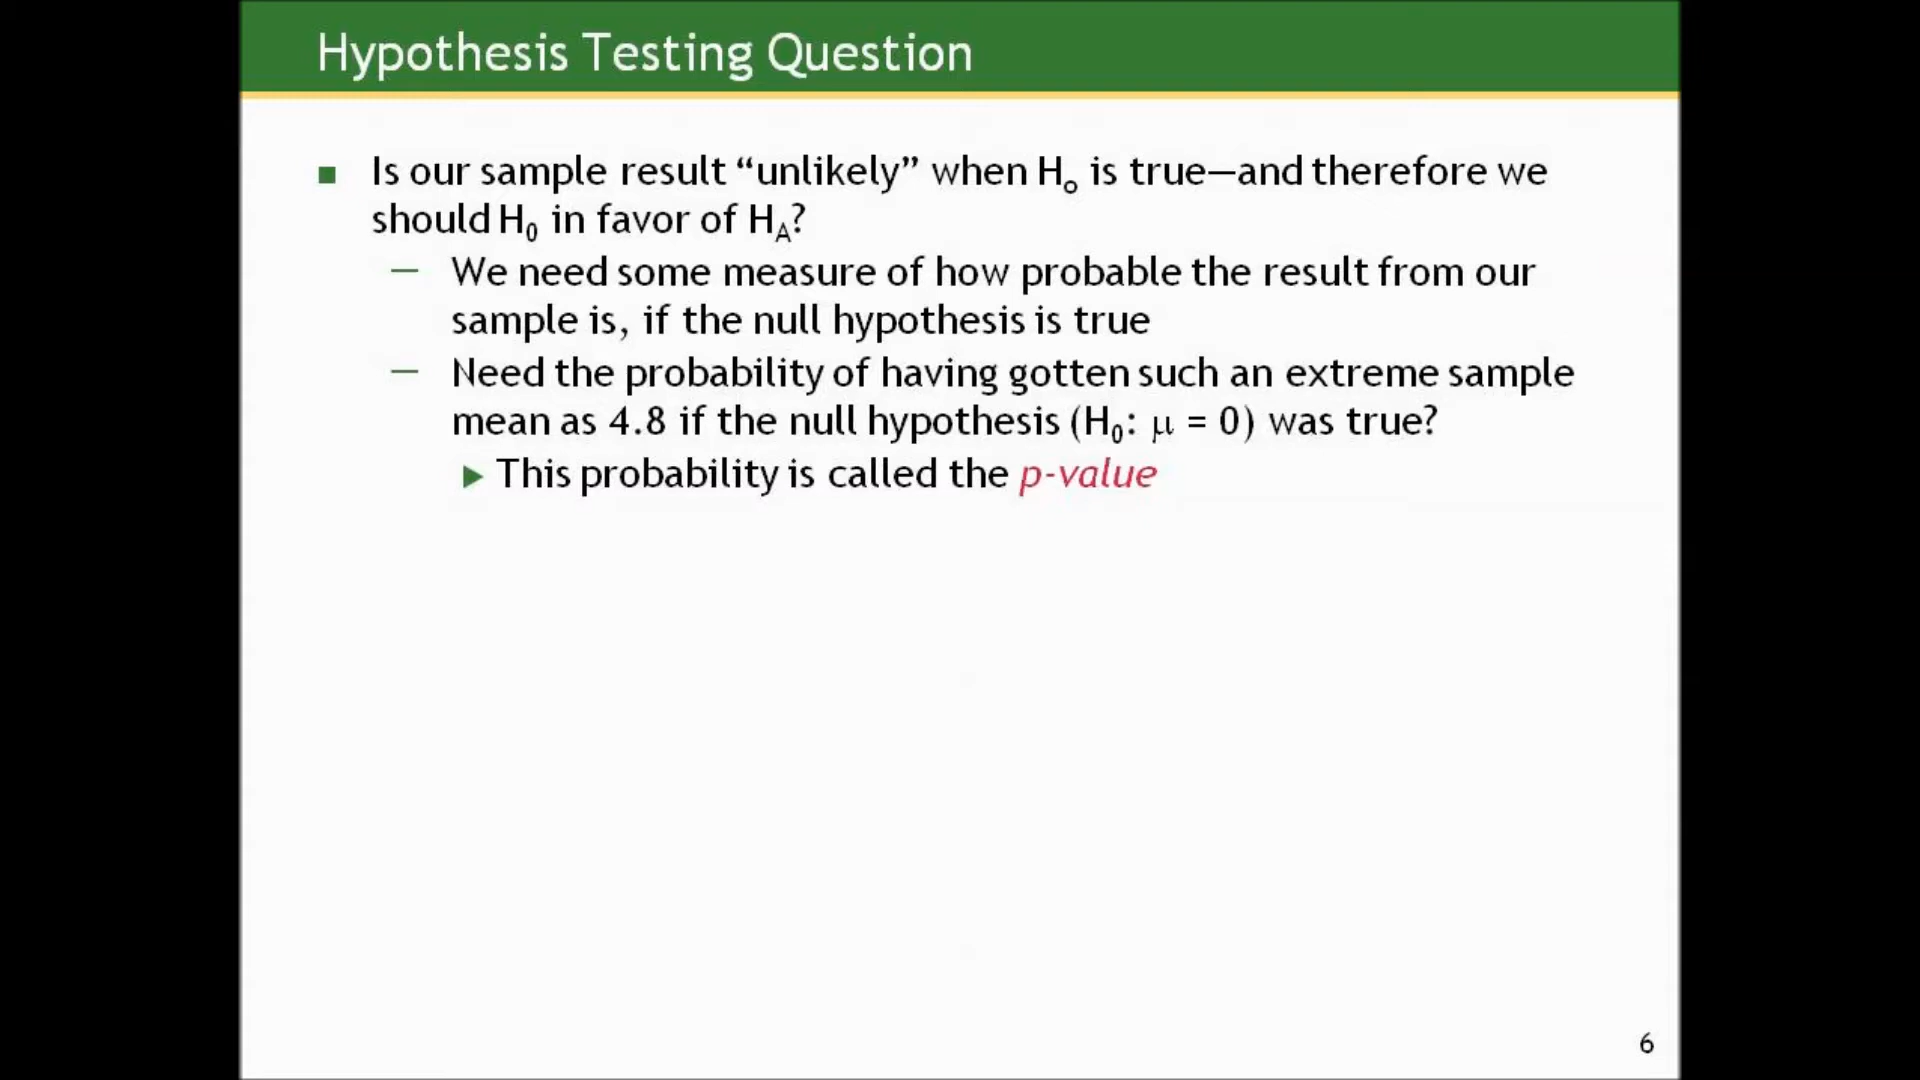 Hypothesis Testing Question
Is our sample result “unlikely” when Ho is true—and therefore we
should H0 in favor of HA?
— We need some measure of how probable the result from our
sample is, if the null hypothesis is true
— Need the probability of having gotten such an extreme sample
mean as 4.8 if the null hypothesis (H0: μ = 0) was true?
This probability is called the p-value
6